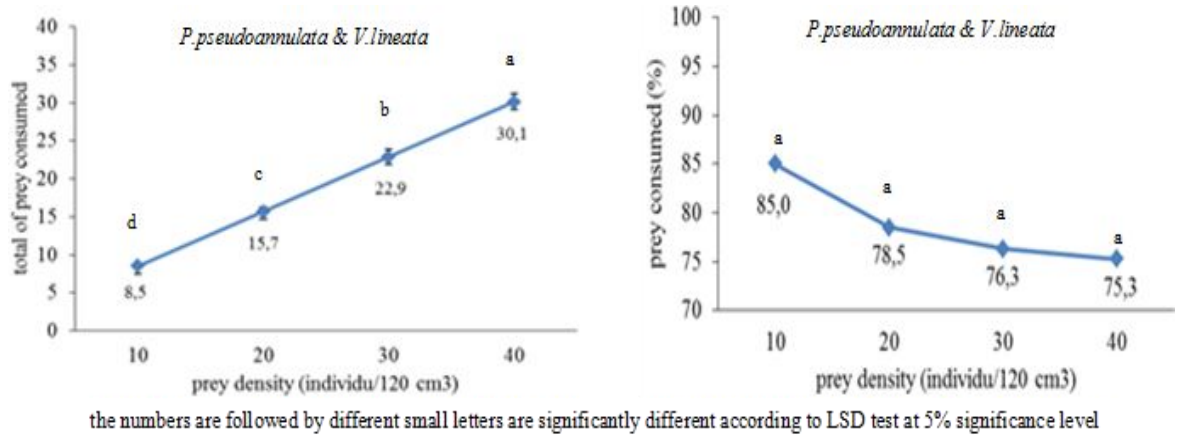 P.pseudoannulata & V.lineata
total of prey consumed
40
35
30
25
20
15
10
5
0
a
b
c
d
8,5
15,7
22,9
30,1
10 20 30 40
prey density (individu/120 cm3)
P.pseudoannulata & V.lineata
prey consumed (%)
100
95
90
85
80
75
70
a
a
a
a
85,0
78,5
76,3
75,3
10 20 30 40
prey density (individu/120 cm3)
the numbers are followed by different small letters are significantly different according to LSD test at 5% significance level